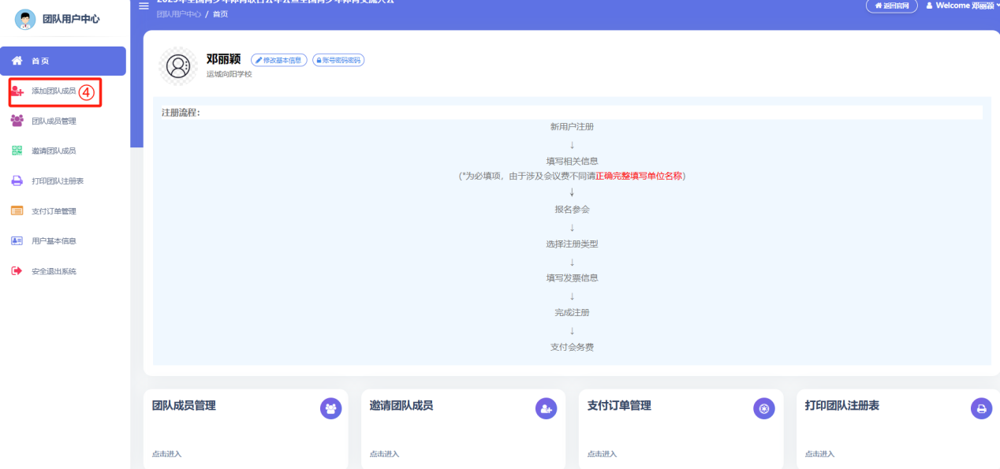 团队用户中心
首页
添加团队成员 ④
团队成员管理
邀请团队成员
打印团队注册表
支付订单管理
用户基本信息
安全退出系统
团队用户中心 / 首页
返回官网
Welcome 邓丽颖
邓丽颖
修改基本信息
账号密码密码
运城向阳学校
注册流程：
新用户注册
↓
填写相关信息
(*为必填项，由于涉及会议费不同请正确完整填写单位名称)
↓
报名参会
↓
选择注册类型
↓
填写发票信息
↓
完成注册
↓
支付会务费
团队成员管理
点击进入
邀请团队成员
点击进入
支付订单管理
点击进入
打印团队注册表
点击进入